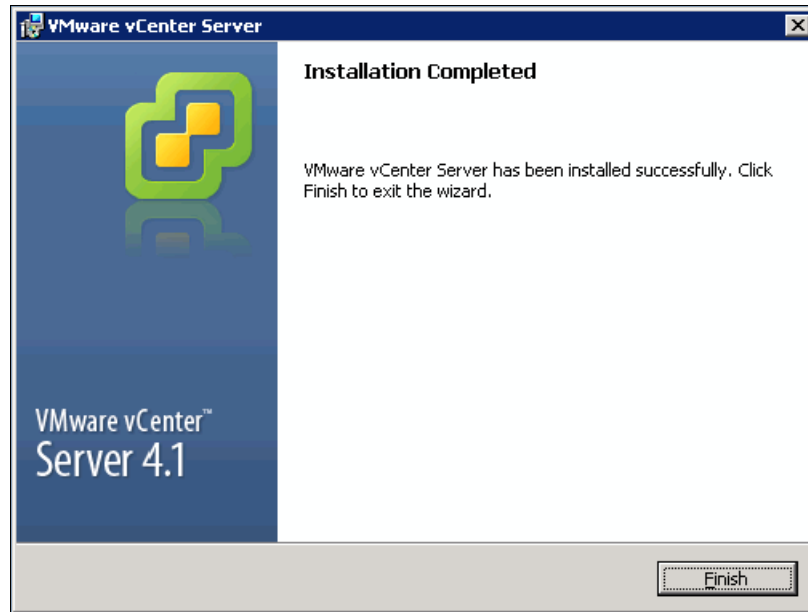 VMware vCenter Server
Installation Completed
VMware vCenter Server has been installed successfully. Click
Finish to exit the wizard.
VMware vCenter™
Server 4.1
Finish